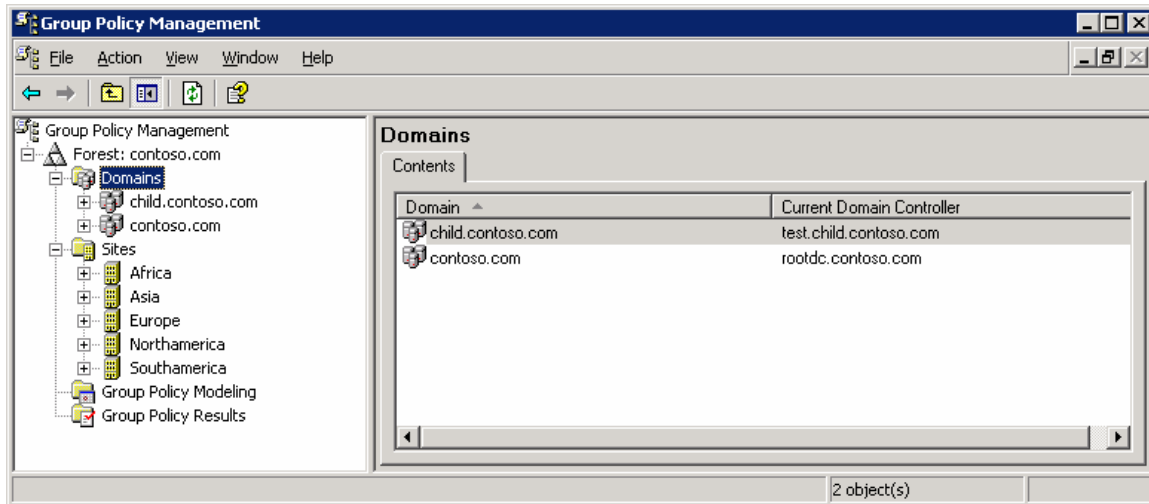 Group Policy Management
File Action View Window Help
Group Policy Management
Forest: contoso.com
Domains
child.contoso.com
contoso.com
Sites
Africa
Asia
Europe
Northamerica
Southamerica
Group Policy Modeling
Group Policy Results
Domains
Contents
Domain Current Domain Controller
child.contoso.com test.child.contoso.com
contoso.com rootdc.contoso.com
2 object(s)